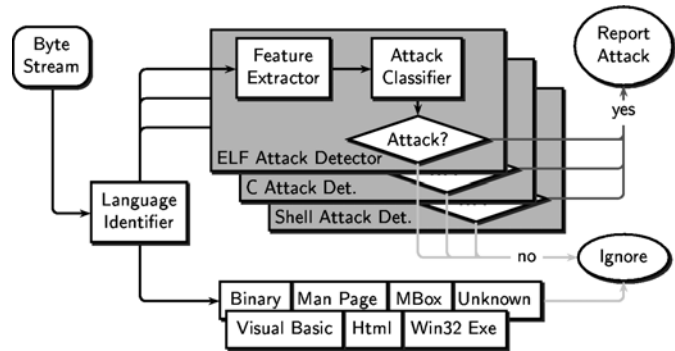 Byte
Stream
Feature
Extractor
Attack
Classifier
Report
Attack
yes
Attack?
ELF Attack Detector
C Attack Det.
Shell Attack Det.
Language
Identifier
no
Ignore
Binary
Man Page
MBox
Unknown
Visual Basic
Html
Win32 Exe